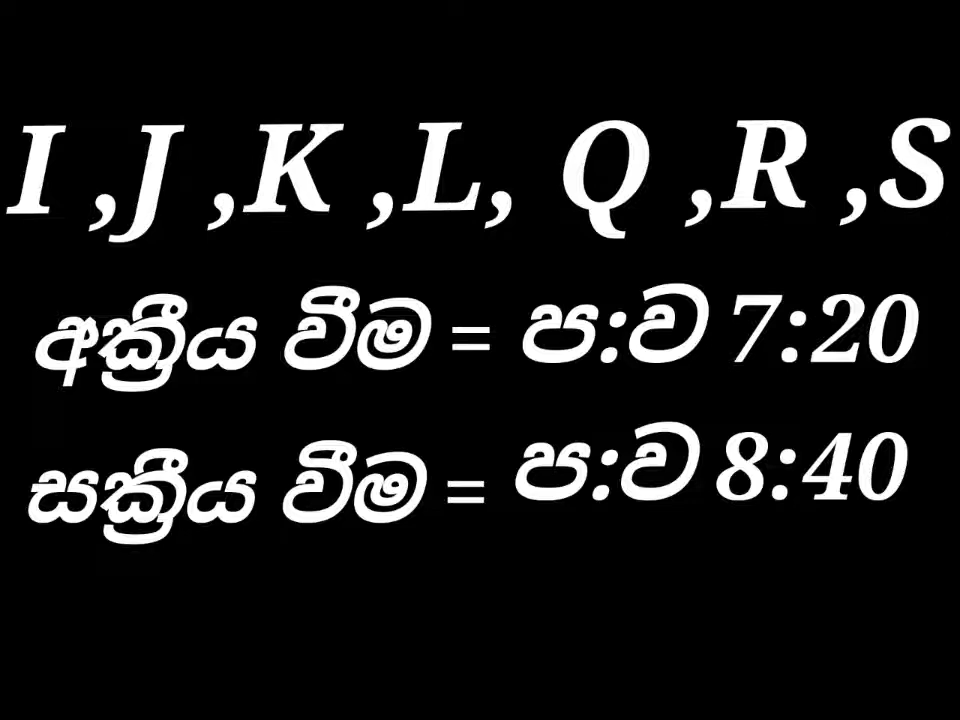 I ,J ,K ,L, Q ,R ,S
අක්‍රීය වීම = ප:ව 7:20
සක්‍රීය වීම = ප:ව 8:40